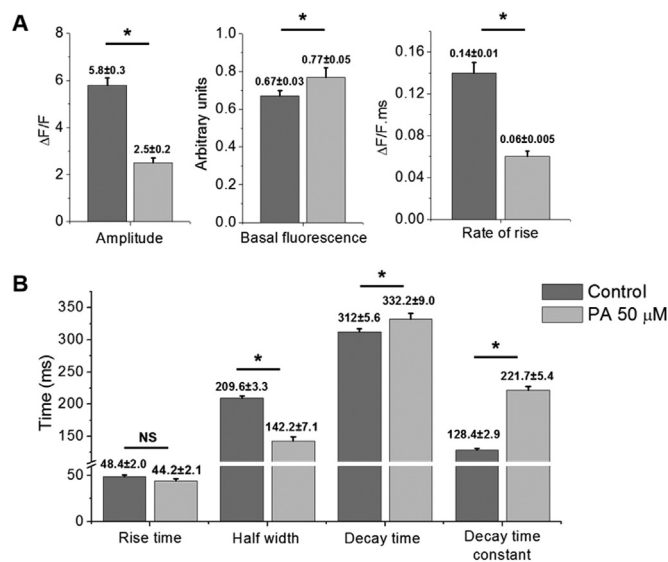 A
8
6
4
2
0
ΔF/F
*
5.8±0.3
2.5±0.2
Amplitude
1.0
0.8
0.6
0.4
0.2
0.0
Arbitrary units
*
0.67±0.03
0.77±0.05
Basal fluorescence
0.16
0.12
0.08
0.04
0.00
ΔF/F.ms
*
0.14±0.01
0.06±0.005
Rate of rise
B
350
300
250
200
150
50
0
Time (ms)
NS
48.4±2.0
44.2±2.1
Rise time
*
209.6±3.3
142.2±7.1
Half width
*
312±5.6
332.2±9.0
Decay time
*
128.4±2.9
221.7±5.4
Decay time
constant
Control
PA 50 μM